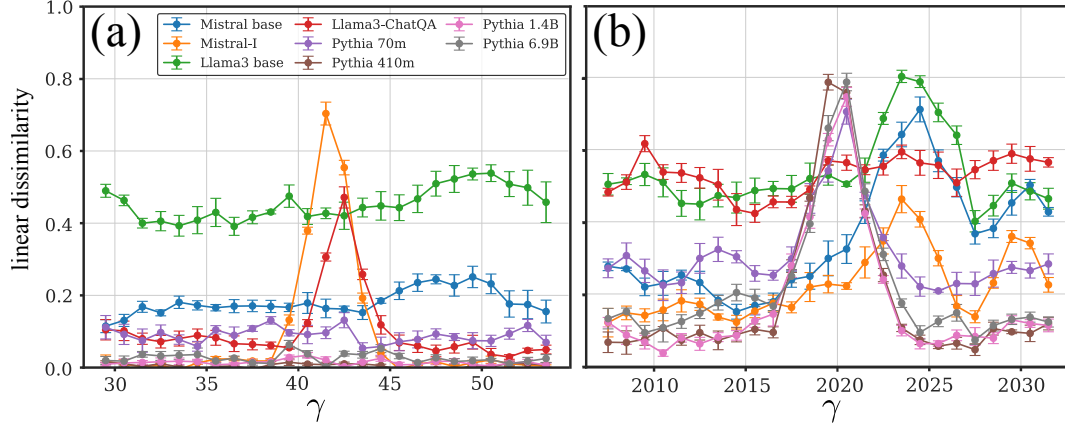 (a)
(b)
Mistral base
Mistral-I
Llama3 base
Llama3-ChatQA
Pythia 70m
Pythia 410m
Pythia 1.4B
Pythia 6.9B
linear dissimilarity
1.0
0.8
0.6
0.4
0.2
0.0
30 35 40 45 50
2010 2015 2020 2025 2030
γ
γ